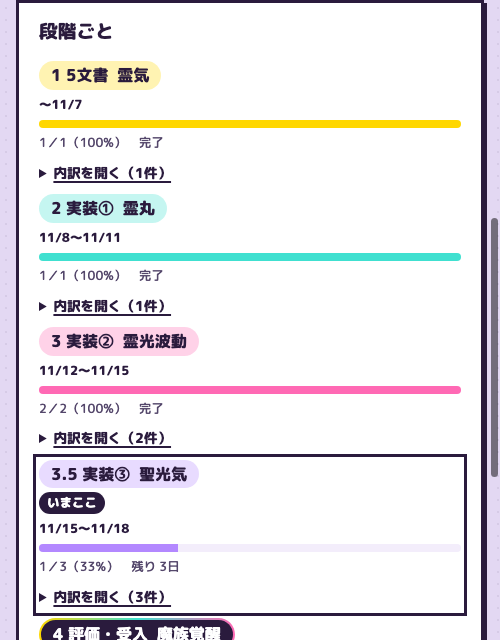 段階ごと
1 5文書 霊気
〜11/7
1／1（100%） 完了
▶ 内訳を開く（1件）
2 実装① 霊丸
11/8〜11/11
1／1（100%） 完了
▶ 内訳を開く（1件）
3 実装② 霊光波動
11/12〜11/15
2／2（100%） 完了
▶ 内訳を開く（2件）
3.5 実装③ 聖光気
いまここ
11/15〜11/18
1／3（33%） 残り 3日
▶ 内訳を開く（3件）
4 評価・受入 魔族覚醒